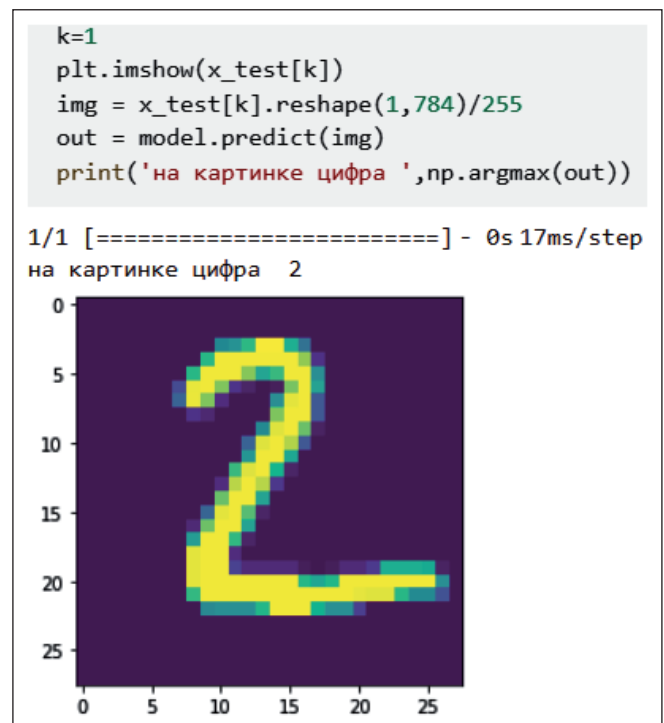 k=1
plt.imshow(x_test[k])
img = x_test[k].reshape(1,784)/255
out = model.predict(img)
print('на картинке цифра ',np.argmax(out))
1/1 [=========================] - 0s 17ms/step
на картинке цифра  2
0
5
10
15
20
25
0 5 10 15 20 25